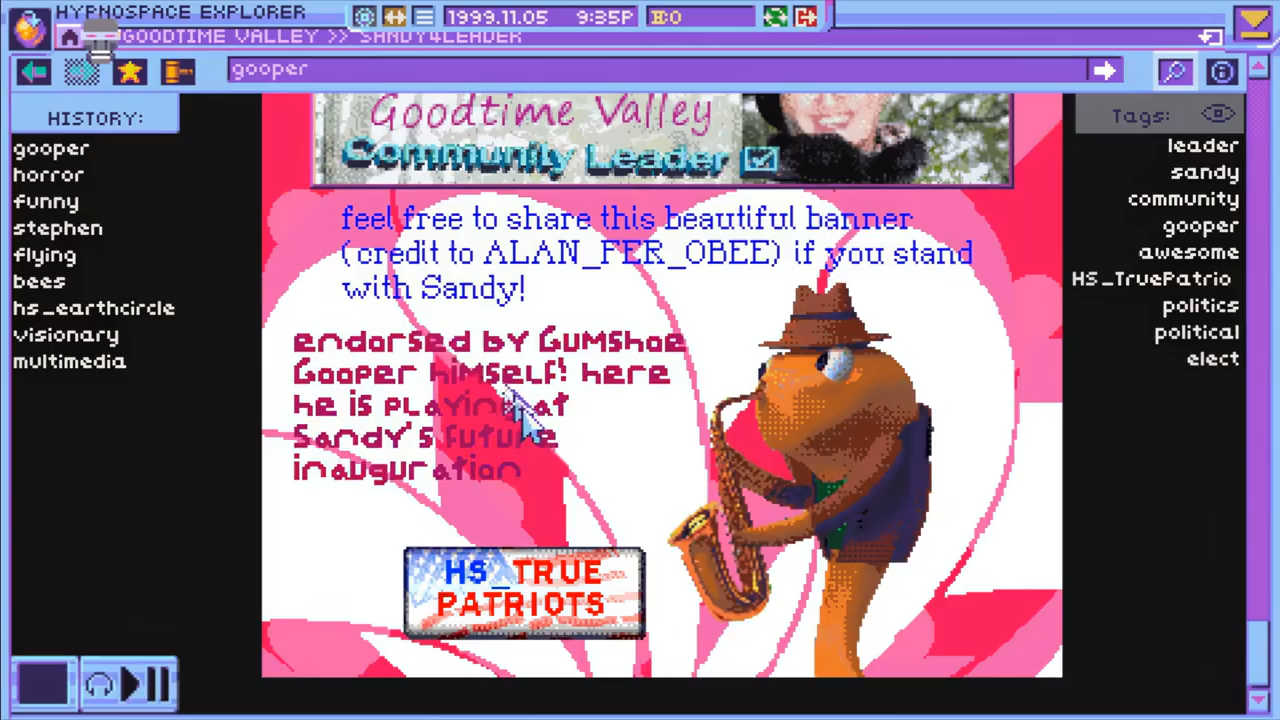 HYPNOSPACE EXPLORER
1999.11.05 9:35P :0
GOODTIME VALLEY >> SANDY4LEADER
gooper
HISTORY:
gooper
horror
funny
stephen
flying
bees
hs_earthcircle
visionary
multimedia
Goodtime Valley
Community Leader
feel free to share this beautiful banner
(credit to ALAN_FER_OBEE) if you stand
with Sandy!
endorsed by GUMShoe
Gooper himself! here
he is playing at
Sandy's future
inauguration
HS_TRUE
PATRIOTS
Tags:
leader
sandy
community
gooper
awesome
HS_TruePatrio
politics
political
elect